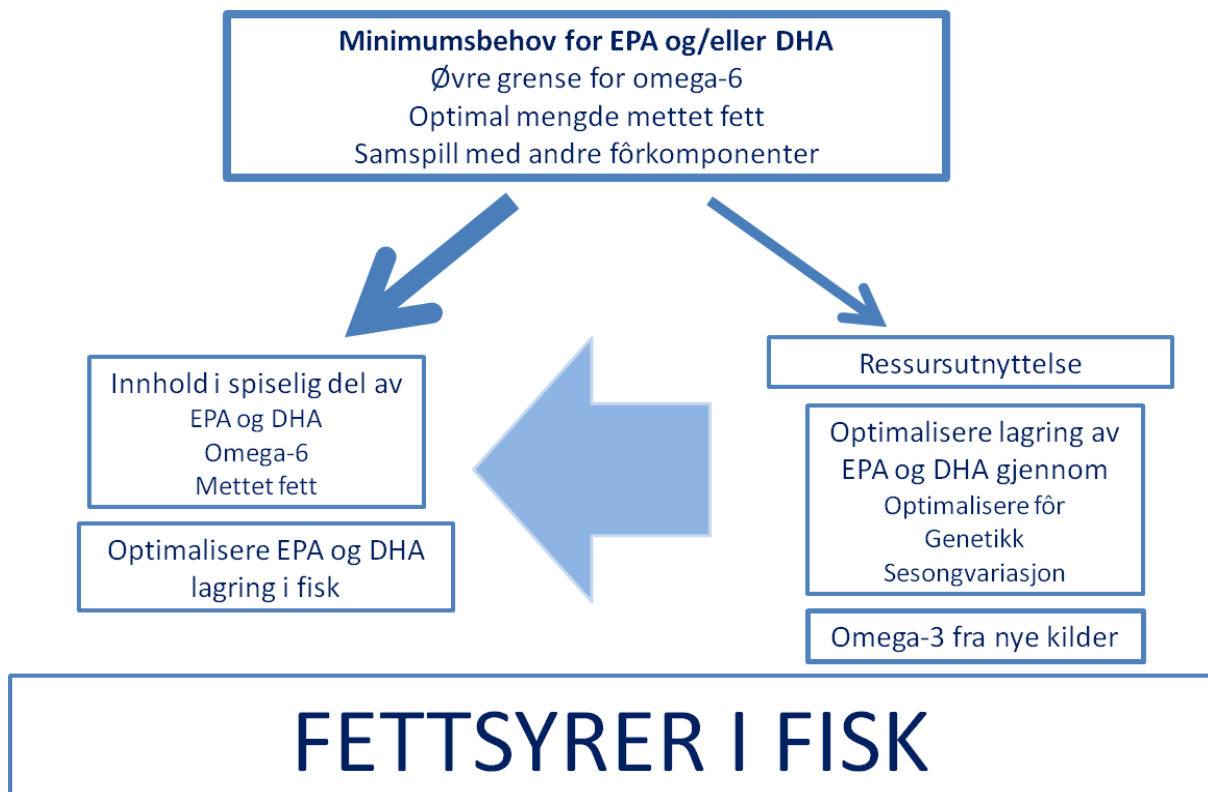 Minimumsbehov for EPA og/eller DHA
Øvre grense for omega-6
Optimal mengde mettet fett
Samspill med andre fôrkomponenter
Innhold i spiselig del av
EPA og DHA
Omega-6
Mettet fett
Optimalisere EPA og DHA
lagring i fisk
Ressursutnyttelse
Optimalisere lagring av
EPA og DHA gjennom
Optimalisere fôr
Genetikk
Sesongvariasjon
Omega-3 fra nye kilder
FETTSYRER I FISK